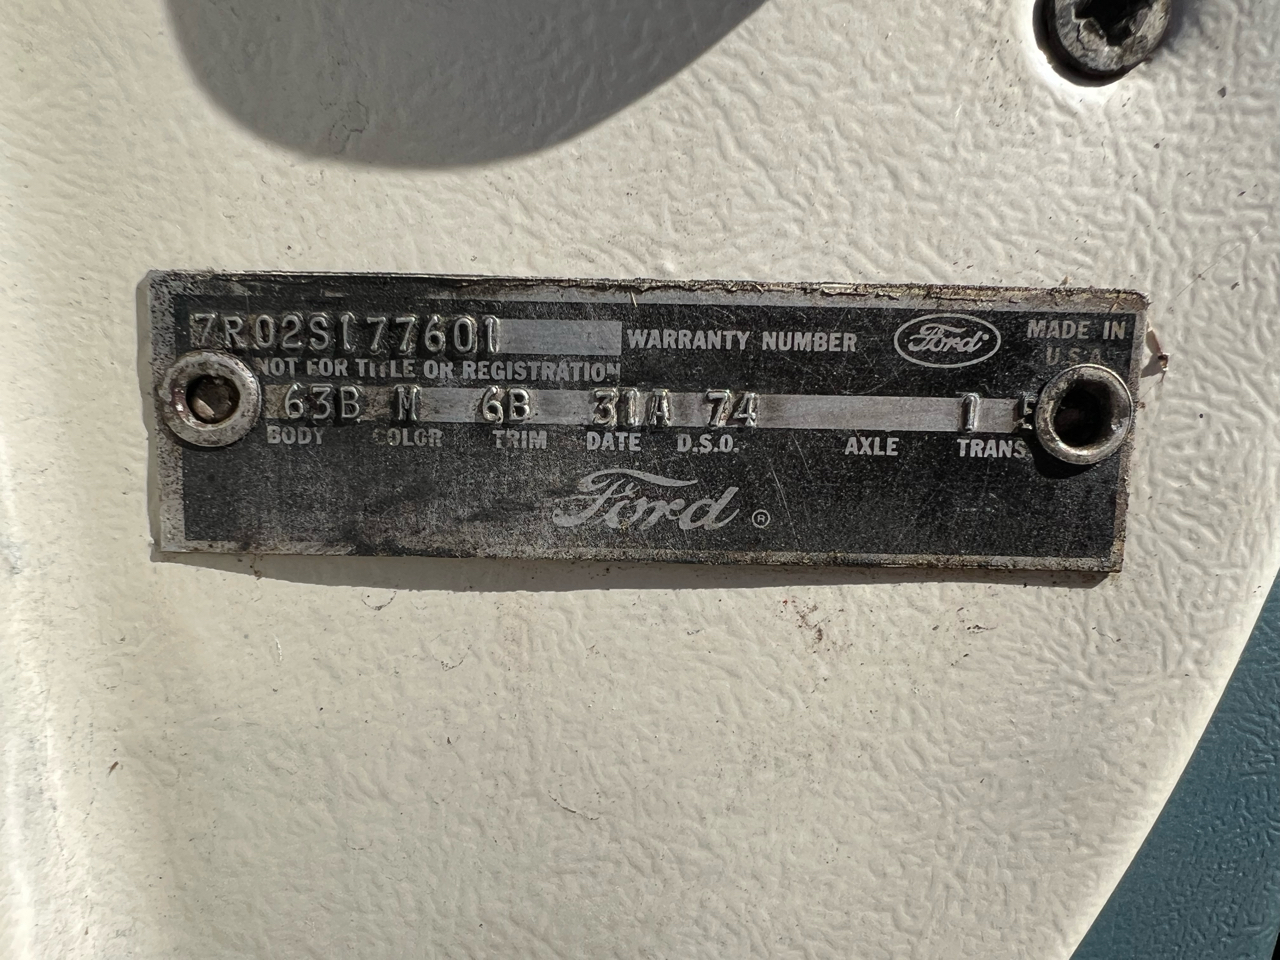 7R02S177601 WARRANTY NUMBER Ford MADE IN U.S.A.
NOT FOR TITLE OR REGISTRATION
63B M 6B 31A 74 1
BODY COLOR TRIM DATE D.S.O. AXLE TRANS
Ford ®